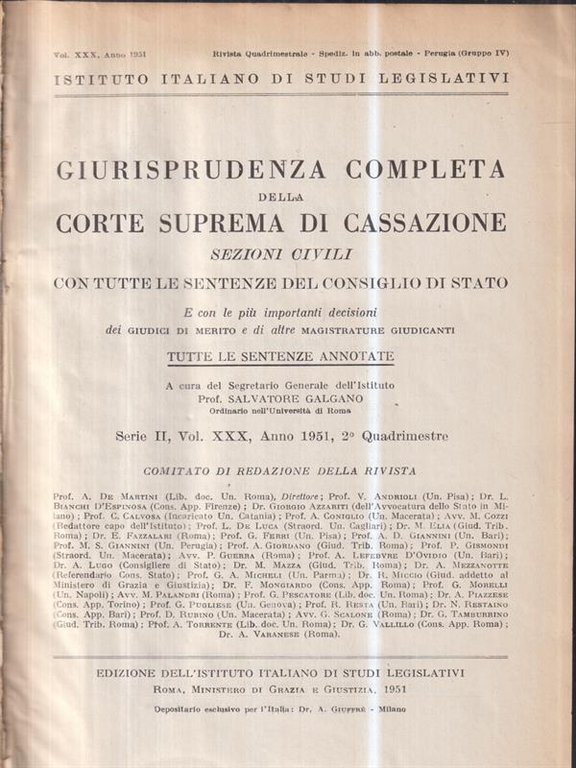 Vol. XXX, Anno 1951 Rivista Quadrimestrale - Spediz. in abb. postale - Perugia (Gruppo IV)
ISTITUTO ITALIANO DI STUDI LEGISLATIVI
GIURISPRUDENZA COMPLETA
DELLA
CORTE SUPREMA DI CASSAZIONE
SEZIONI CIVILI
CON TUTTE LE SENTENZE DEL CONSIGLIO DI STATO
E con le più importanti decisioni
dei GIUDICI DI MERITO e di altre MAGISTRATURE GIUDICANTI
TUTTE LE SENTENZE ANNOTATE
A cura del Segretario Generale dell'Istituto
Prof. SALVATORE GALGANO
Ordinario nell'Università di Roma
Serie II, Vol. XXX, Anno 1951, 2º Quadrimestre
COMITATO DI REDAZIONE DELLA RIVISTA
Prof. A. De Martini (Lib. doc. Un. Roma), Direttore; Prof. V. Andrioli (Un. Pisa); Dr. L.
Bianchi D'Espinosa (Cons. App. Firenze); Dr. Giorgio Azzariti (dell'Avvocatura dello Stato in Mi-
lano); Prof. C. Calvosa (Incaricato Un. Catania); Prof. A. Coniglio (Un. Macerata); Avv. M. Cozzi
(Redattore capo dell'Istituto); Prof. L. De Luca (Straord. Un. Cagliari); Dr. M. Elia (Giud. Trib.
Roma); Dr. E. Fazzalari (Roma); Prof. G. Ferri (Un. Pisa); Prof. A. D. Giannini (Un. Bari);
Prof. M. S. Giannini (Un. Perugia); Prof. A. Giordano (Giud. Trib. Roma); Prof. P. Gismondi
(Straord. Un. Macerata); Avv. P. Guerra (Roma); Prof. A. Lefebvre D'Ovidio (Un. Bari);
Dr. A. Lugo (Consigliere di Stato); Dr. M. Mazza (Giud. Trib. Roma); Dr. A. Mezzanotte
(Referendario Cons. Stato); Prof. G. A. Micheli (Un. Parma); Dr. R. Miccio (Giud. addetto al
Ministero di Grazia e Giustizia); Dr. F. Mongiardo (Cons. App. Roma); Prof. G. Morelli
(Un. Napoli); Avv. M. Palandri (Roma); Prof. G. Pescatore (Lib. doc. Un. Roma); Dr. A. Piazzese
(Cons. App. Torino); Prof. G. Pugliese (Un. Genova); Prof. R. Resta (Un. Bari); Dr. N. Restaino
(Cons. App. Bari); Prof. D. Rubino (Un. Macerata); Avv. G. Scalone (Roma); Dr. G. Tamburrino
(Giud. Trib. Roma); Prof. A. Torrente (Lib. doc. Un. Roma); Dr. G. Vallillo (Cons. App. Roma);
Dr. A. Varanese (Roma).
EDIZIONE DELL'ISTITUTO ITALIANO DI STUDI LEGISLATIVI
Roma, Ministero di Grazia e Giustizia, 1951
Depositario esclusivo per l'Italia: Dr. A. Giuffrè - Milano